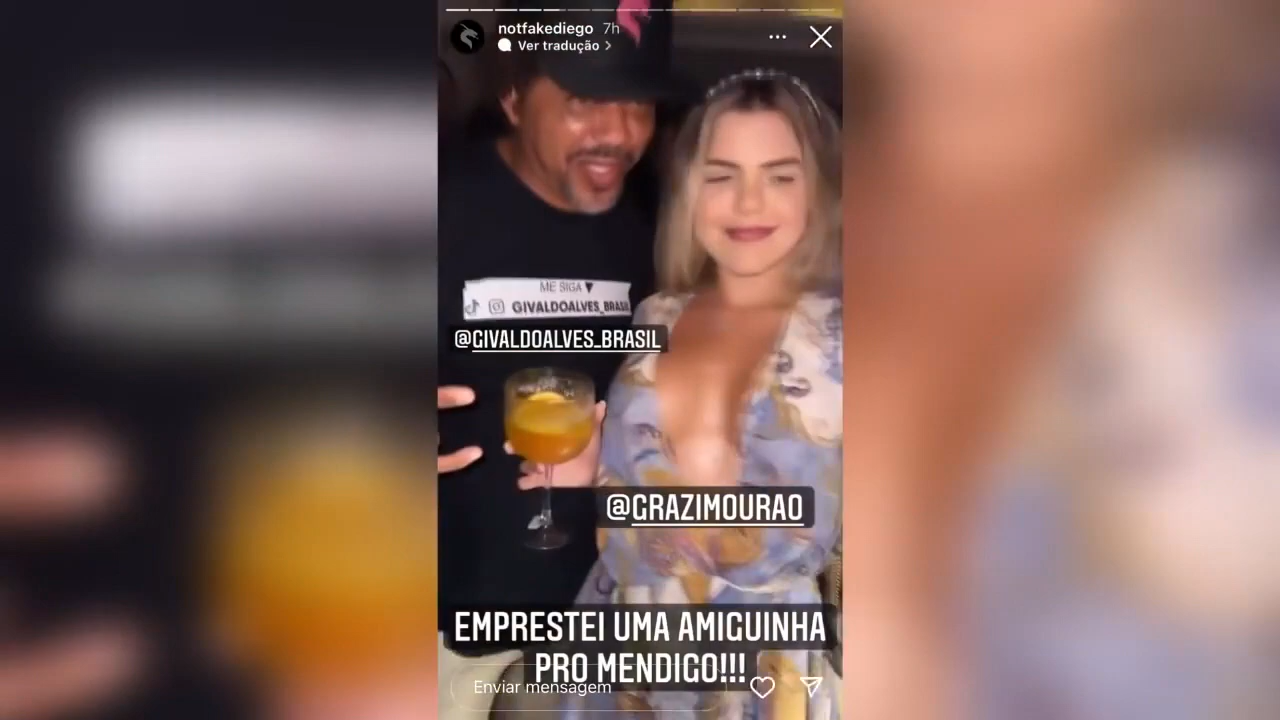 notfakediego 7h
Ver tradução >
ME SIGA
GIVALDOALVES_BRASIL
@GIVALDOALVES_BRASIL
@GRAZIMOURAO
EMPRESTEI UMA AMIGUINHA
PRO MENDIGO!!!
Enviar mensagem